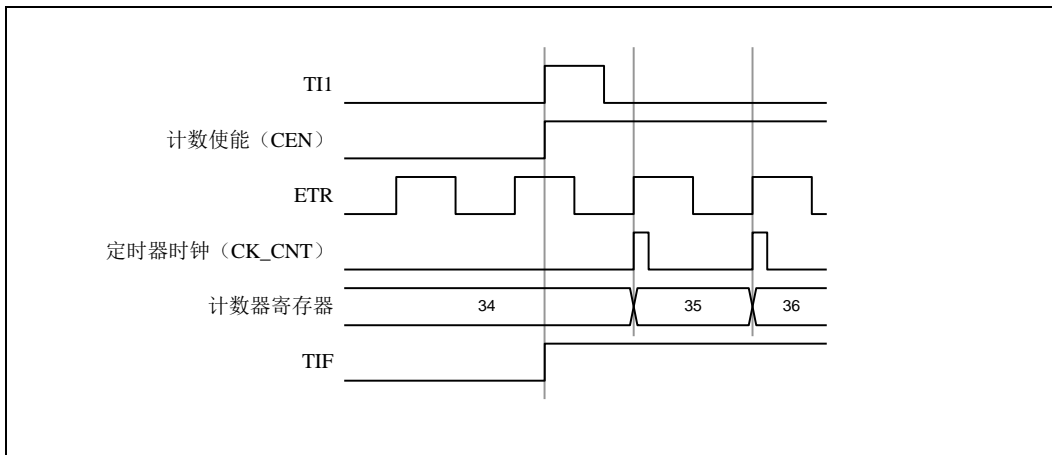 TI1
计数使能（CEN）
ETR
定时器时钟（CK_CNT）
计数器寄存器 34 35 36
TIF